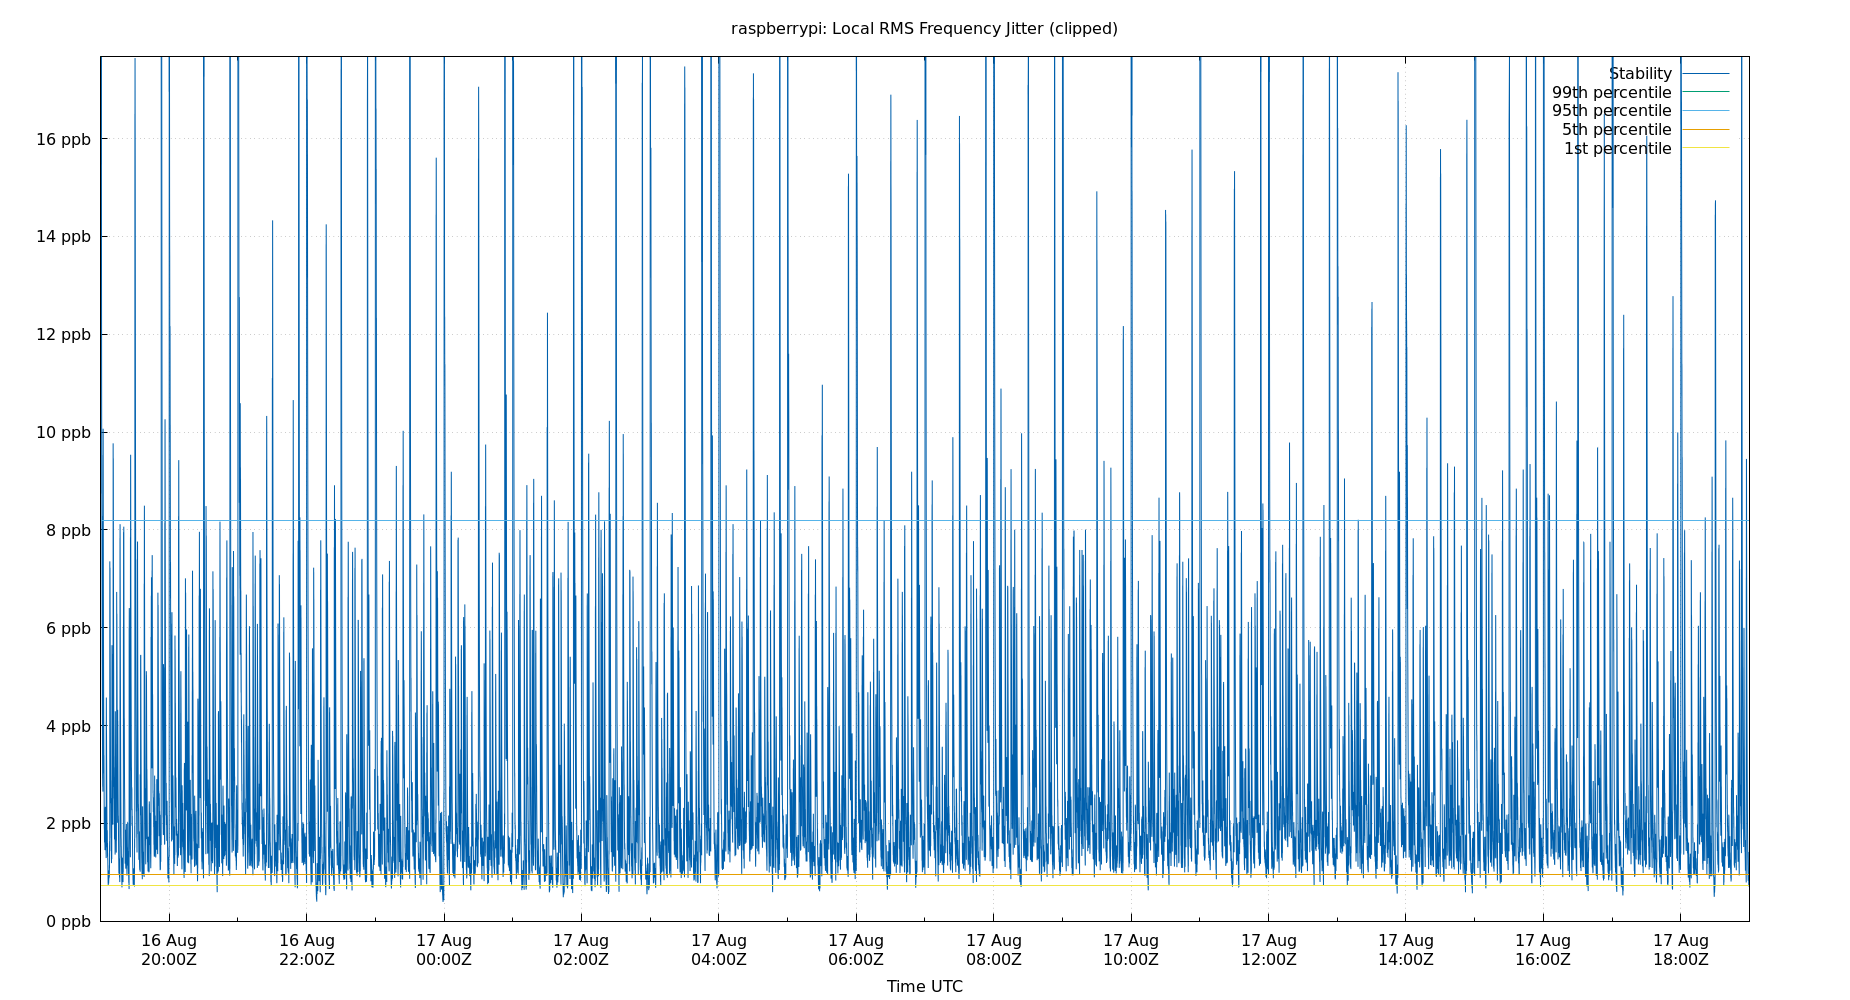 raspberrypi: Local RMS Frequency Jitter (clipped)
Stability
99th percentile
95th percentile
5th percentile
1st percentile
16 ppb
14 ppb
12 ppb
10 ppb
8 ppb
6 ppb
4 ppb
2 ppb
0 ppb
16 Aug 16 Aug 17 Aug 17 Aug 17 Aug 17 Aug 17 Aug 17 Aug 17 Aug 17 Aug 17 Aug 17 Aug
20:00Z 22:00Z 00:00Z 02:00Z 04:00Z 06:00Z 08:00Z 10:00Z 12:00Z 14:00Z 16:00Z 18:00Z
Time UTC